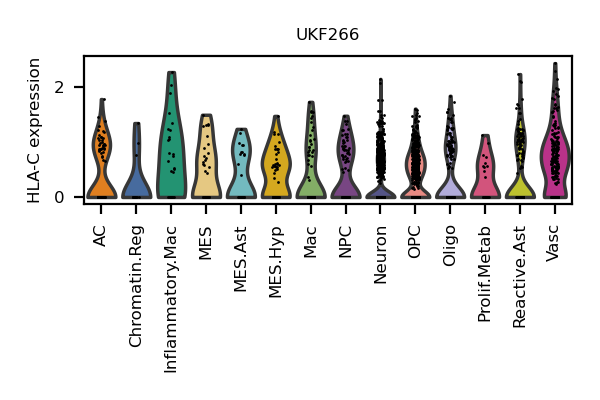 UKF266
HLA-C expression
2
0
AC
Chromatin.Reg
Inflammatory.Mac
MES
MES.Ast
MES.Hyp
Mac
NPC
Neuron
OPC
Oligo
Prolif.Metab
Reactive.Ast
Vasc